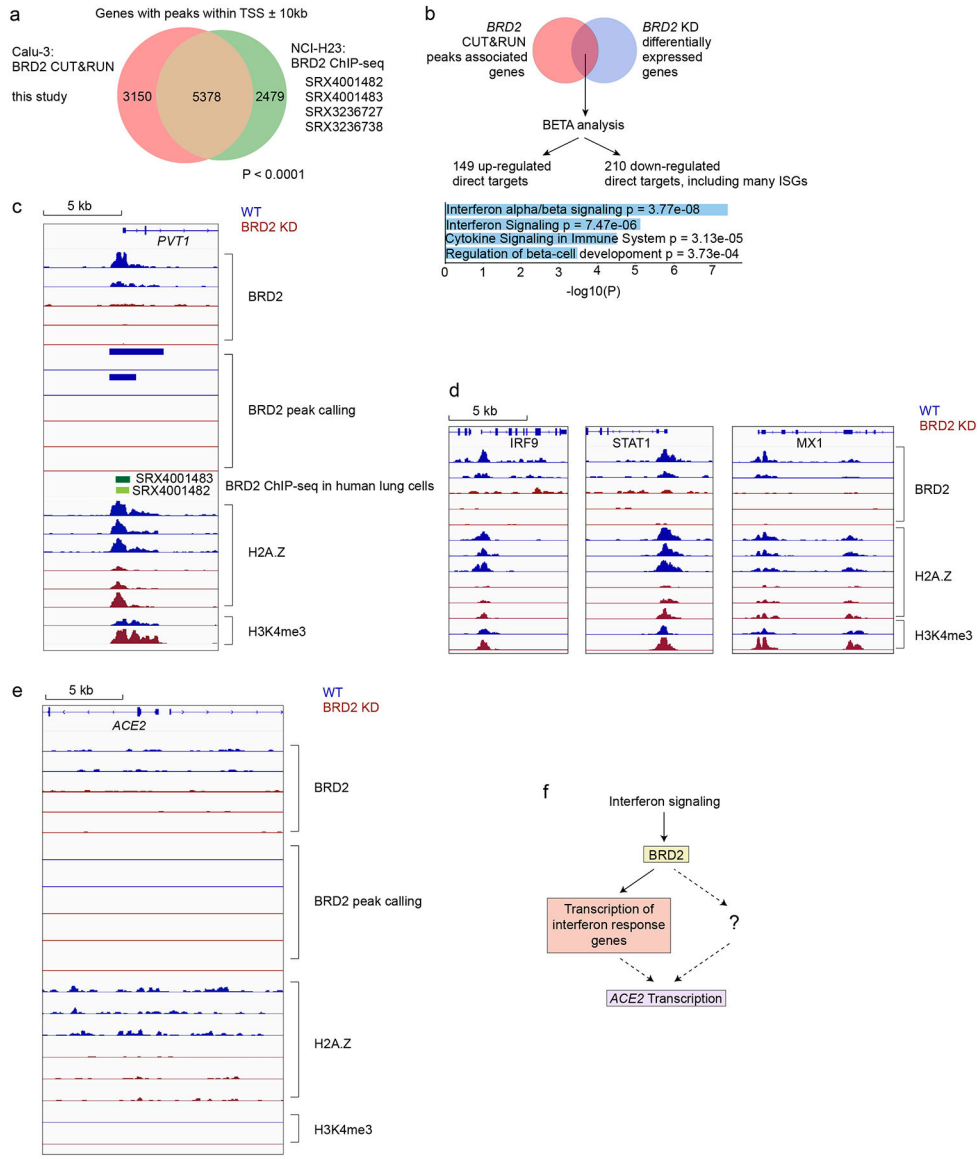 a
Genes with peaks within TSS ± 10kb
Calu-3:
BRD2 CUT&RUN
this study
3150
5378
2479
NCI-H23:
BRD2 ChIP-seq
SRX4001482
SRX4001483
SRX3236727
SRX3236738
P < 0.0001
b
BRD2
CUT&RUN
peaks associated
genes
BRD2 KD
differentially
expressed
genes
BETA analysis
149 up-regulated
direct targets
210 down-regulated
direct targets, including many ISGs
Interferon alpha/beta signaling p = 3.77e-08
Interferon Signaling p = 7.47e-06
Cytokine Signaling in Immune System p = 3.13e-05
Regulation of beta-cell developoment p = 3.73e-04
0 1 2 3 4 5 6 7
-log10(P)
c
5 kb
WT
BRD2 KD
PVT1
BRD2
BRD2 peak calling
SRX4001483
SRX4001482
BRD2 ChIP-seq in human lung cells
H2A.Z
H3K4me3
d
5 kb
WT
BRD2 KD
IRF9
STAT1
MX1
BRD2
H2A.Z
H3K4me3
e
5 kb
WT
BRD2 KD
ACE2
BRD2
BRD2 peak calling
H2A.Z
H3K4me3
f
Interferon signaling
BRD2
Transcription of
interferon response
genes
?
ACE2 Transcription